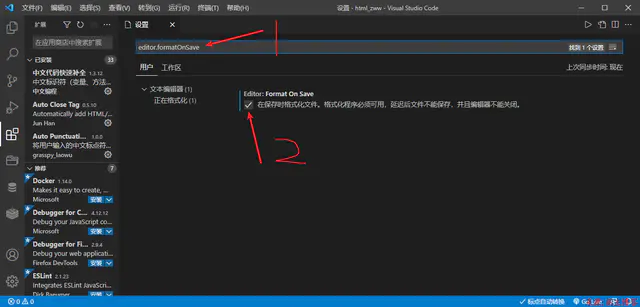 文件(F) 编辑(E) 选择(S) 查看(V) 转到(G) 运行(R) 终端(T) 帮助(H)
设置 - html_zww - Visual Studio Code
扩展
设置
在应用商店中搜索扩展
editor.formatOnSave
找到 1 个设置
用户
工作区
上次同步时间: 现在
已安装 33
中文代码快速补全 1.3.12
中文标识符（变量、方法...
中文编程
Auto Close Tag 0.5.10
Automatically add HTML/...
Jun Han
Auto Punctuation...
将用户输入的中文标点符...
grasspy_laowu
推荐 7
Docker 1.14.0
Makes it easy to create, ...
Microsoft
安装
Debugger for C... 4.12.12
Debug your JavaScript co...
Microsoft
安装
Debugger for Fi... 2.9.4
Debug your web applicati...
Firefox DevTools
安装
ESLint 2.1.23
Integrates ESLint JavaScri...
Dirk Baeumer
安装
文本编辑器 (1)
正在格式化 (1)
Editor: Format On Save
在保存时格式化文件。格式化程序必须可用，延迟后文件不能保存，并且编辑器不能关闭。
1
2
0 0
标点自动转换
Go Live